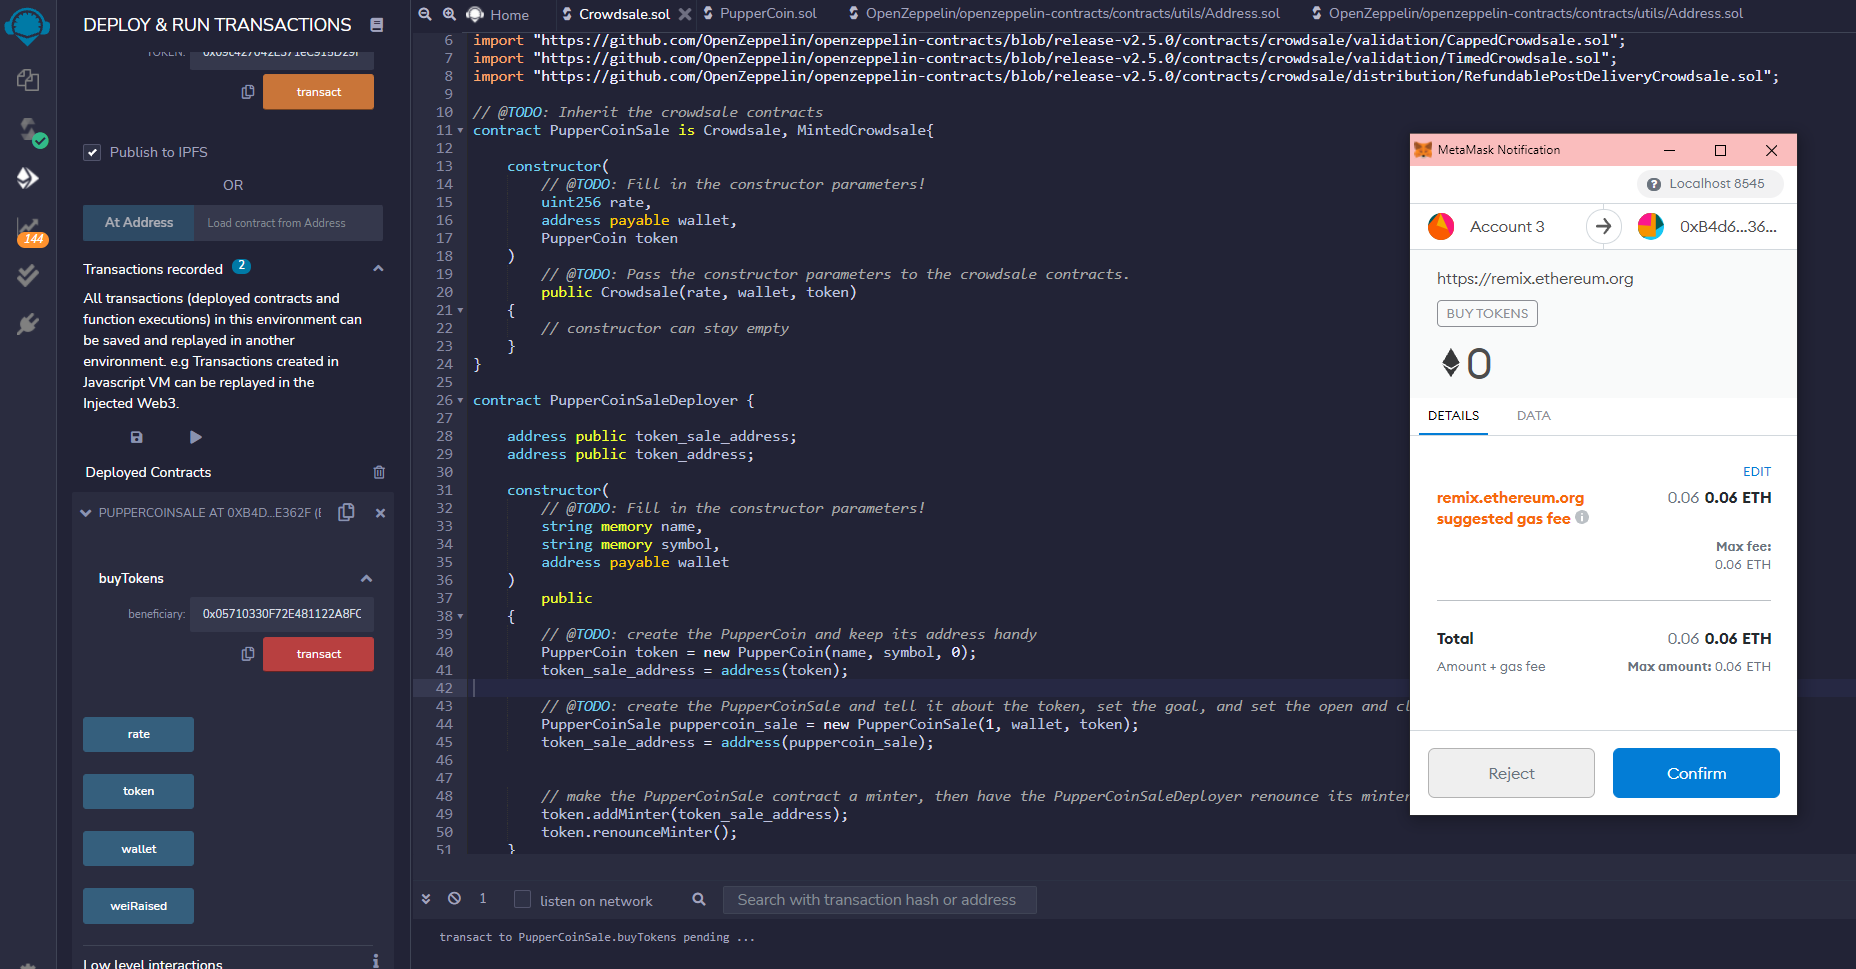 DEPLOY & RUN TRANSACTIONS
TOKEN:
transact
Publish to IPFS
OR
At Address
Load contract from Address
144
Transactions recorded 2
All transactions (deployed contracts and
function executions) in this environment can
be saved and replayed in another
environment. e.g Transactions created in
Javascript VM can be replayed in the
Injected Web3.
Deployed Contracts
PUPPERCOINSALE AT 0XB4D...E362F (
buyTokens
beneficiary: 0x05710330F72E481122A8FC
transact
rate
token
wallet
weiRaised
Low level interactions
Home
Crowdsale.sol
PupperCoin.sol
OpenZeppelin/openzeppelin-contracts/contracts/utils/Address.sol
OpenZeppelin/openzeppelin-contracts/contracts/utils/Address.sol
6 import "https://github.com/OpenZeppelin/openzeppelin-contracts/blob/release-v2.5.0/contracts/crowdsale/validation/CappedCrowdsale.sol";
7 import "https://github.com/OpenZeppelin/openzeppelin-contracts/blob/release-v2.5.0/contracts/crowdsale/validation/TimedCrowdsale.sol";
8 import "https://github.com/OpenZeppelin/openzeppelin-contracts/blob/release-v2.5.0/contracts/crowdsale/distribution/RefundablePostDeliveryCrowdsale.sol";
9
10 // @TODO: Inherit the crowdsale contracts
11 contract PupperCoinSale is Crowdsale, MintedCrowdsale{
12
13 constructor(
14 // @TODO: Fill in the constructor parameters!
15 uint256 rate,
16 address payable wallet,
17 PupperCoin token
18 )
19 // @TODO: Pass the constructor parameters to the crowdsale contracts.
20 public Crowdsale(rate, wallet, token)
21 {
22 // constructor can stay empty
23 }
24 }
25
26 contract PupperCoinSaleDeployer {
27
28 address public token_sale_address;
29 address public token_address;
30
31 constructor(
32 // @TODO: Fill in the constructor parameters!
33 string memory name,
34 string memory symbol,
35 address payable wallet
36 )
37 public
38 {
39 // @TODO: create the PupperCoin and keep its address handy
40 PupperCoin token = new PupperCoin(name, symbol, 0);
41 token_sale_address = address(token);
42
43 // @TODO: create the PupperCoinSale and tell it about the token, set the goal, and set the open and cl
44 PupperCoinSale puppercoin_sale = new PupperCoinSale(1, wallet, token);
45 token_sale_address = address(puppercoin_sale);
46
47
48 // make the PupperCoinSale contract a minter, then have the PupperCoinSaleDeployer renounce its minter
49 token.addMinter(token_sale_address);
50 token.renounceMinter();
51 }
1
listen on network
Search with transaction hash or address
transact to PupperCoinSale.buyTokens pending ...
MetaMask Notification
Localhost 8545
Account 3
0xB4d6...36...
https://remix.ethereum.org
BUY TOKENS
0
DETAILS
DATA
EDIT
remix.ethereum.org 0.06 0.06 ETH
suggested gas fee
Max fee:
0.06 ETH
Total 0.06 0.06 ETH
Amount + gas fee Max amount: 0.06 ETH
Reject
Confirm